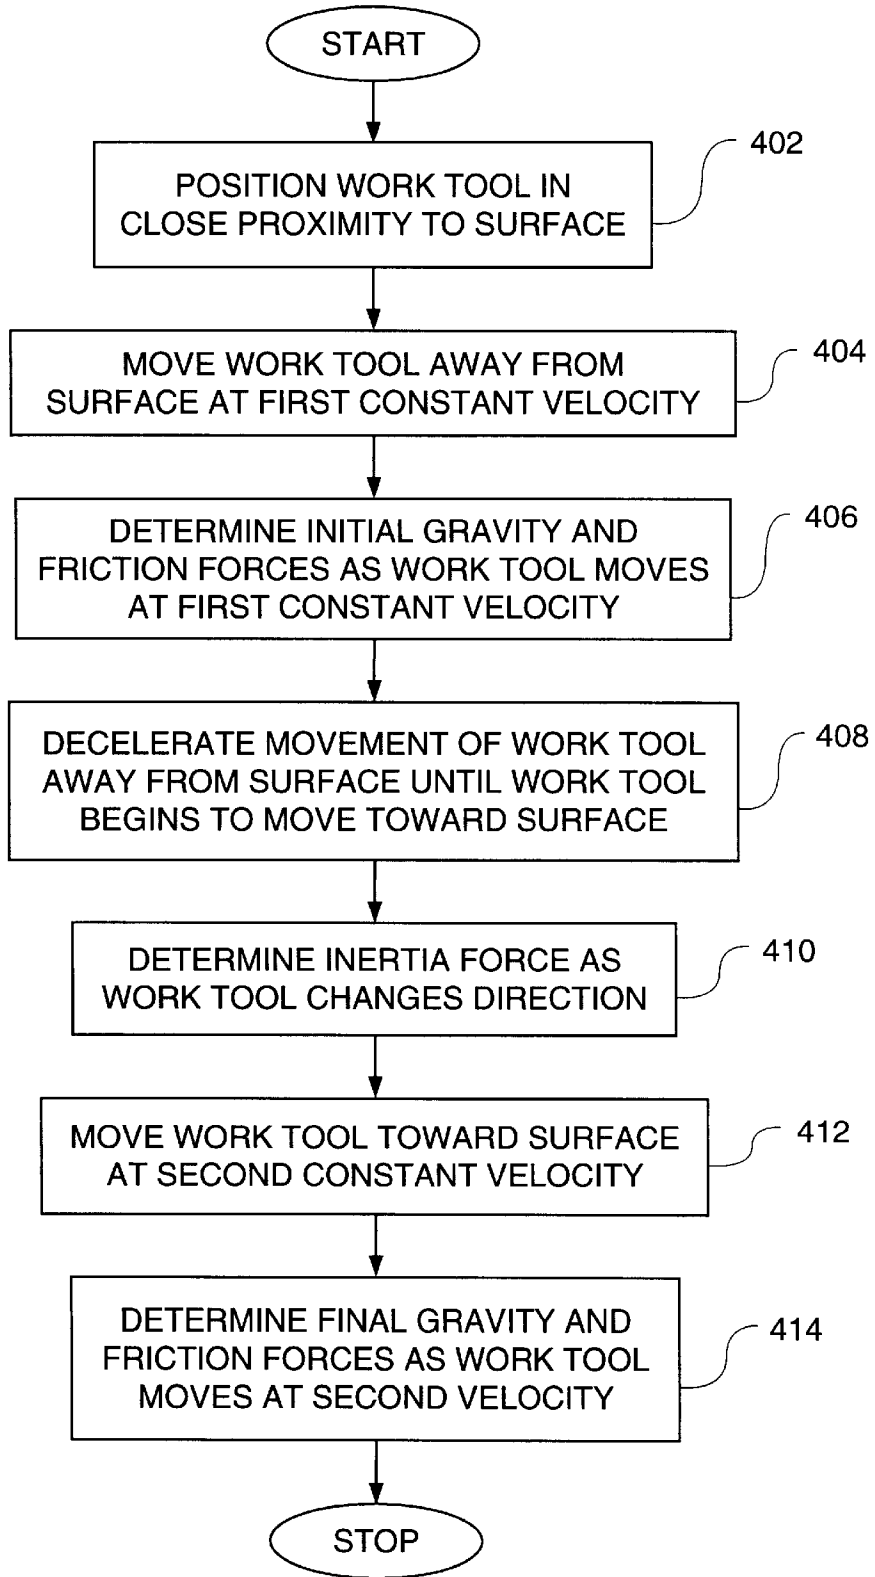 START
402
POSITION WORK TOOL IN
CLOSE PROXIMITY TO SURFACE
404
MOVE WORK TOOL AWAY FROM
SURFACE AT FIRST CONSTANT VELOCITY
406
DETERMINE INITIAL GRAVITY AND
FRICTION FORCES AS WORK TOOL MOVES
AT FIRST CONSTANT VELOCITY
408
DECELERATE MOVEMENT OF WORK TOOL
AWAY FROM SURFACE UNTIL WORK TOOL
BEGINS TO MOVE TOWARD SURFACE
410
DETERMINE INERTIA FORCE AS
WORK TOOL CHANGES DIRECTION
412
MOVE WORK TOOL TOWARD SURFACE
AT SECOND CONSTANT VELOCITY
414
DETERMINE FINAL GRAVITY AND
FRICTION FORCES AS WORK TOOL
MOVES AT SECOND VELOCITY
STOP